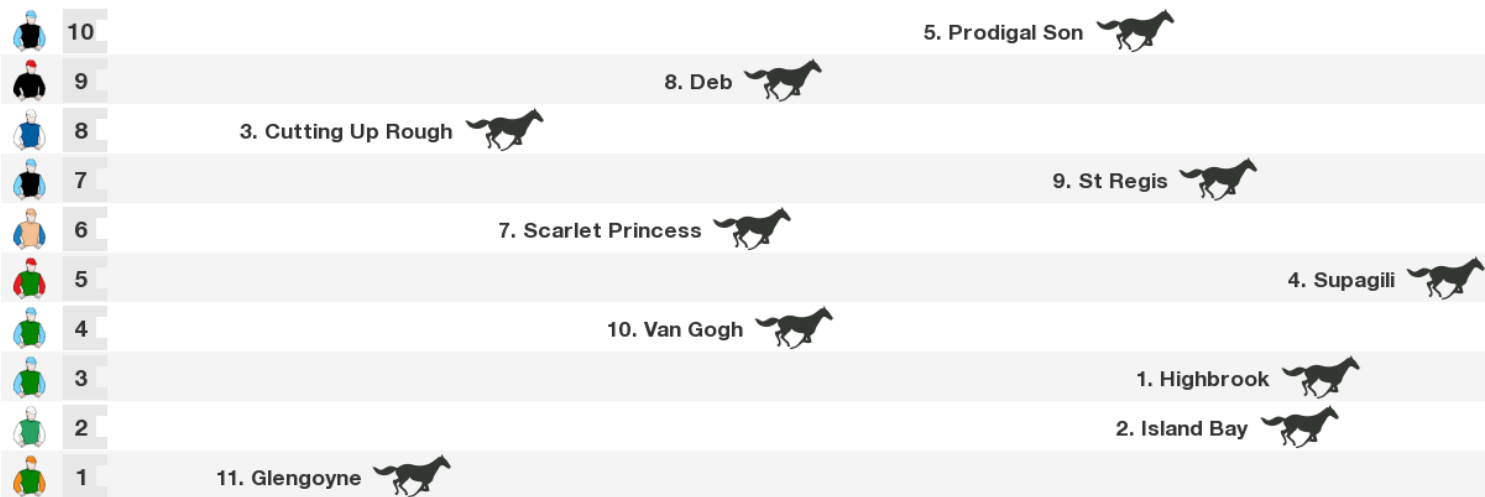 10 5. Prodigal Son
9 8. Deb
8 3. Cutting Up Rough
7 9. St Regis
6 7. Scarlet Princess
5 4. Supagili
4 10. Van Gogh
3 1. Highbrook
2 2. Island Bay
1 11. Glengoyne